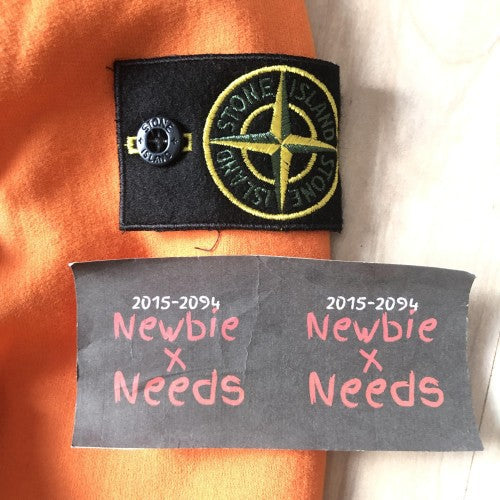 STONE ISLAND
STONE ISLAND
STONE
ISLAND
2015-2094
Newbie
x
Needs
2015-2094
Newbie
x
Needs